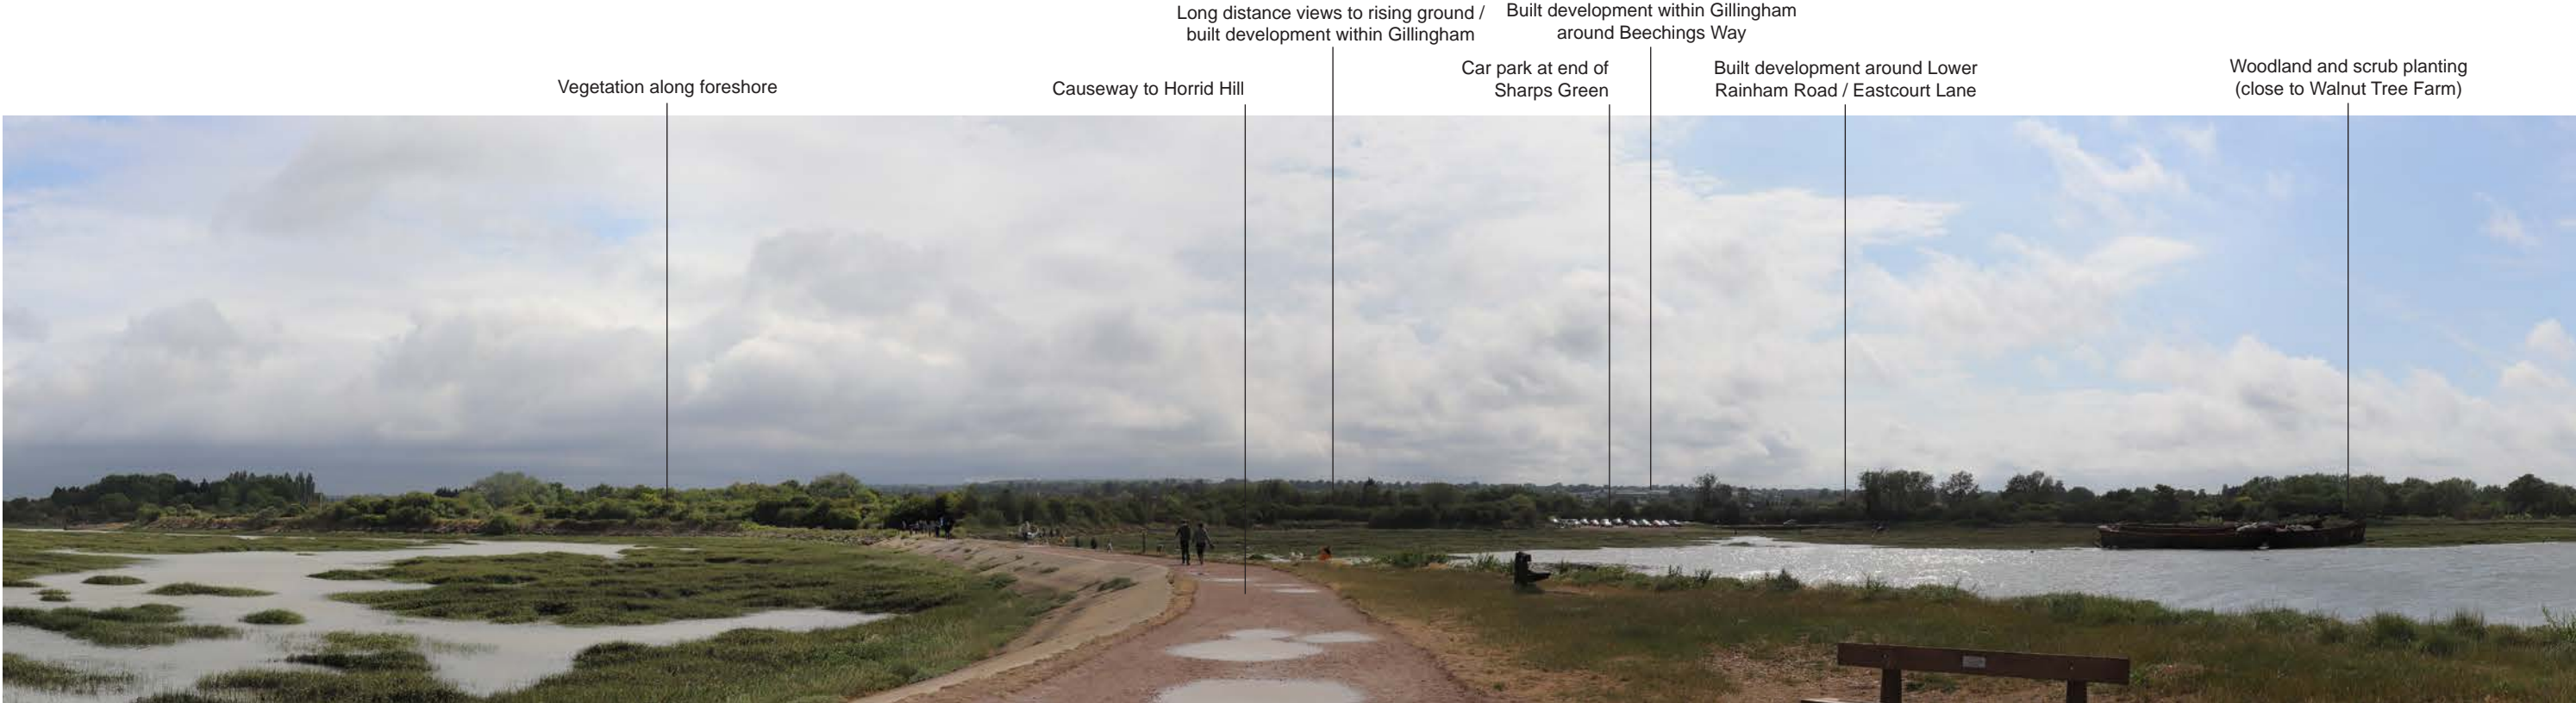 Vegetation along foreshore
Causeway to Horrid Hill
Long distance views to rising ground /
built development within Gillingham
Car park at end of
Sharps Green
Built development within Gillingham
around Beechings Way
Built development around Lower
Rainham Road / Eastcourt Lane
Woodland and scrub planting
(close to Walnut Tree Farm)